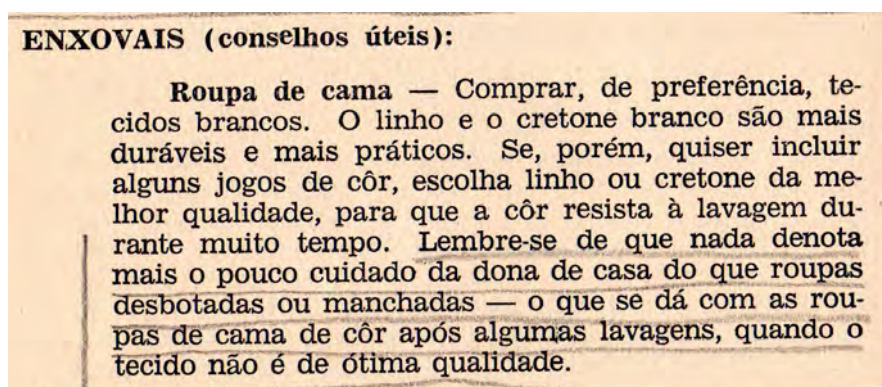 ENXOVAIS (conselhos úteis):
Roupa de cama — Comprar, de preferência, te-
cidos brancos. O linho e o cretone branco são mais
duráveis e mais práticos. Se, porém, quiser incluir
alguns jogos de côr, escolha linho ou cretone da me-
lhor qualidade, para que a côr resista à lavagem du-
rante muito tempo. Lembre-se de que nada denota
mais o pouco cuidado da dona de casa do que roupas
desbotadas ou manchadas — o que se dá com as rou-
pas de cama de côr após algumas lavagens, quando o
tecido não é de ótima qualidade.